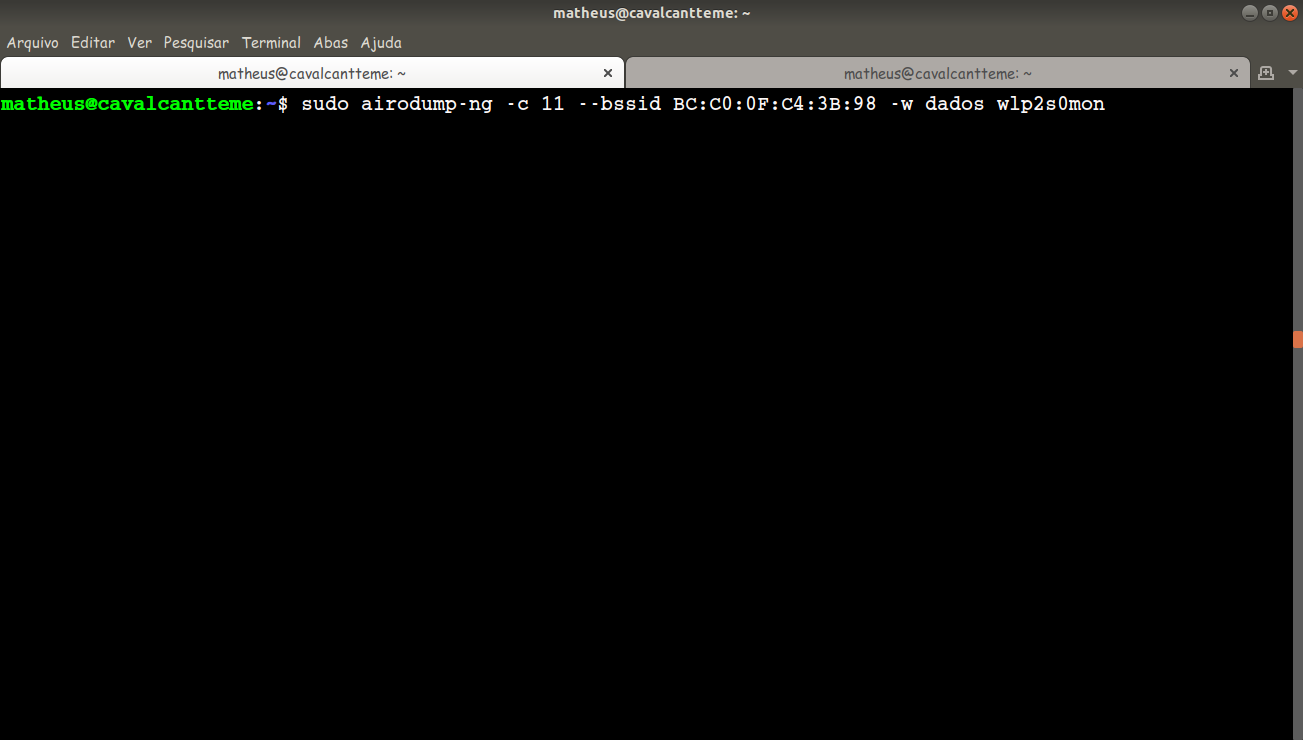 matheus@cavalcantteme: ~
Arquivo Editar Ver Pesquisar Terminal Abas Ajuda
matheus@cavalcantteme: ~ matheus@cavalcantteme: ~
matheus@cavalcantteme:~$ sudo airodump-ng -c 11 --bssid BC:C0:0F:C4:3B:98 -w dados wlp2s0mon